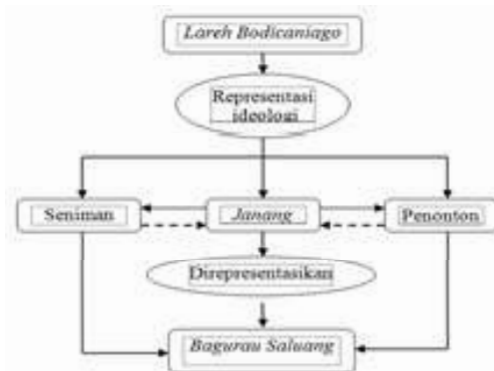 Lareh Bodicaniago
Representasi
ideologi
Seniman
Janang
Penonton
Direpresentasikan
Bagurau Saluang